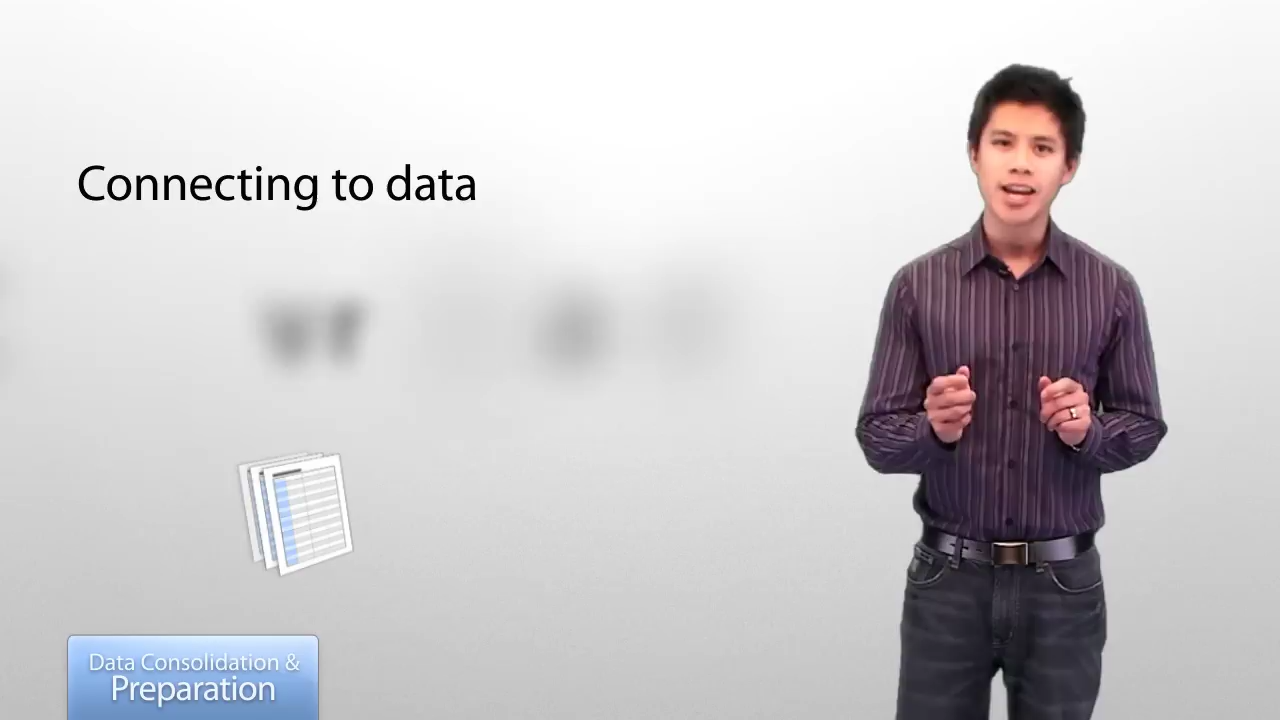 Connecting to data
Data Consolidation &
Preparation